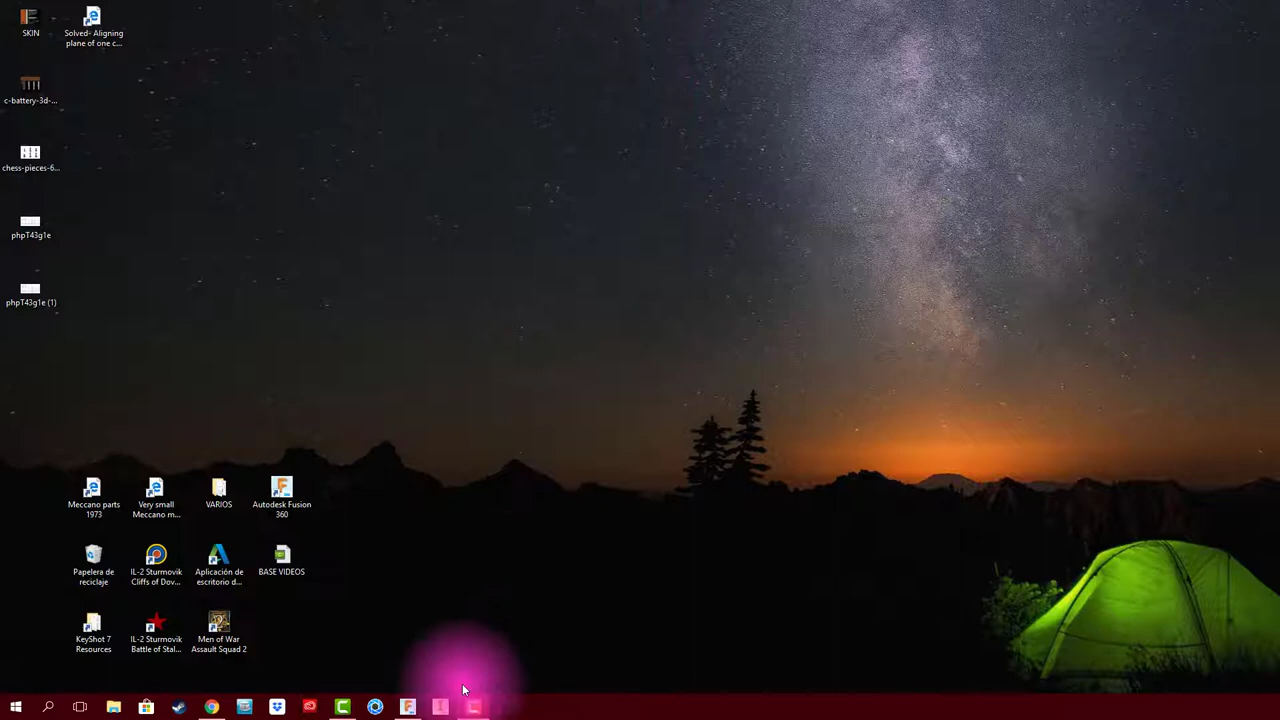 SKIN
Solved- Aligning
plane of one c...
c-battery-3d-...
chess-pieces-6...
phpT43g1e
phpT43g1e (1)
Meccano parts
1973
Very small
Meccano m...
VARIOS
Autodesk Fusion
360
Papelera de
reciclaje
IL-2 Sturmovik
Cliffs of Dov...
Aplicación de
escritorio d...
BASE VIDEOS
KeyShot 7
Resources
IL-2 Sturmovik
Battle of Stal...
Men of War
Assault Squad 2